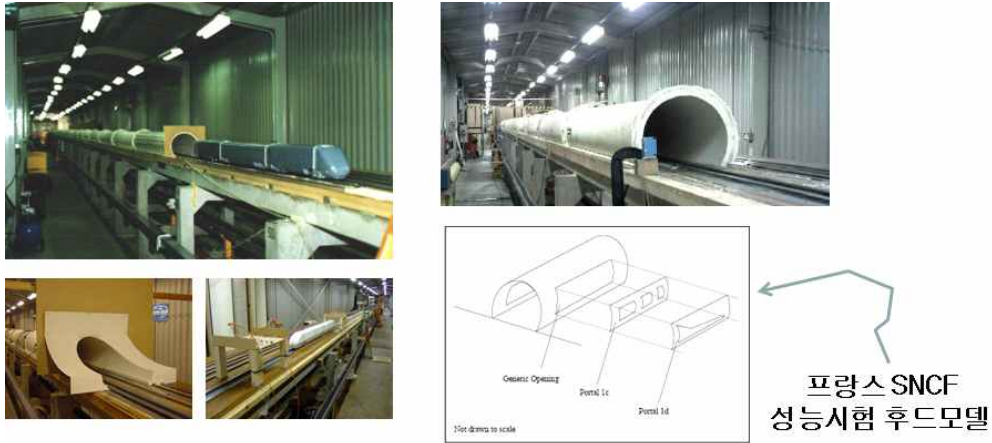 Generic Opening
Portal 1c
Portal 1d
Not drawn to scale
프랑스 SNCF
성능시험 후드모델